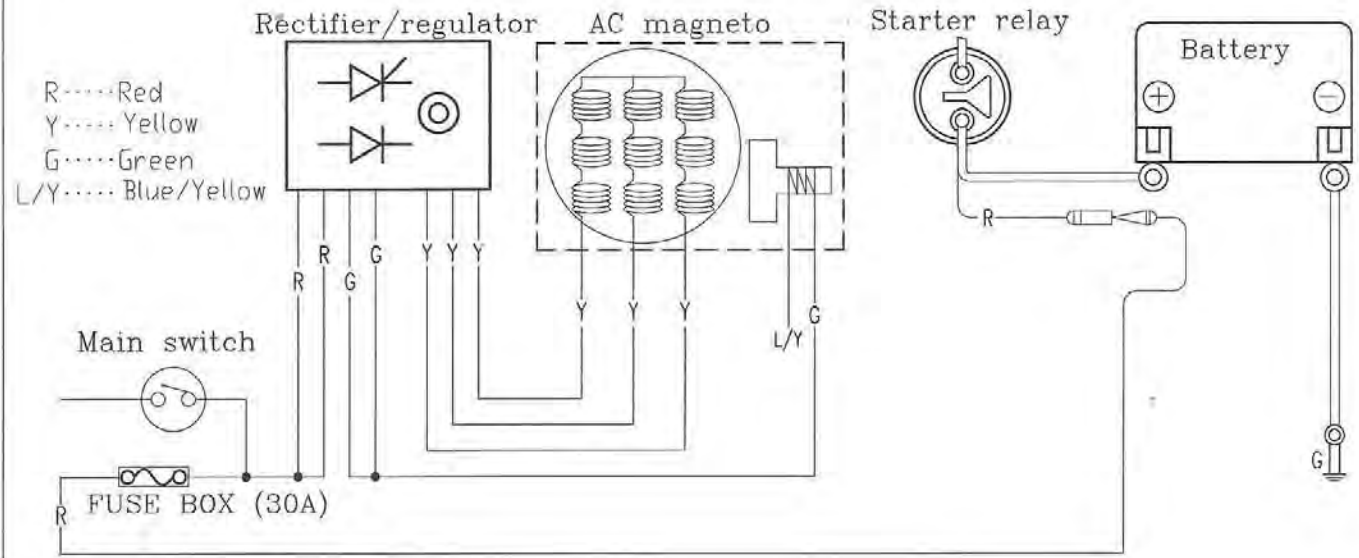 Rectifier/regulator
AC magneto
Starter relay
Battery
R·····Red
Y·····Yellow
G·····Green
L/Y·····Blue/Yellow
+
−
R
R
G
G
Y
Y
Y
Y
Y
Y
L/Y
G
R
Main switch
FUSE BOX (30A)
R
G